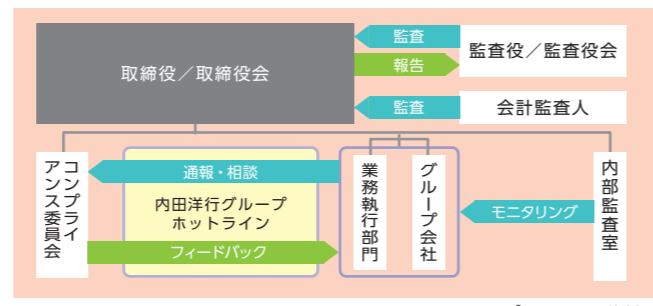 取締役／取締役会
監査
報告
監査役／監査役会
監査
会計監査人
コンプライ
アンス委員会
通報・相談
内田洋行グループ
ホットライン
フィードバック
業務執行部門
グループ会社
モニタリング
内部監査室